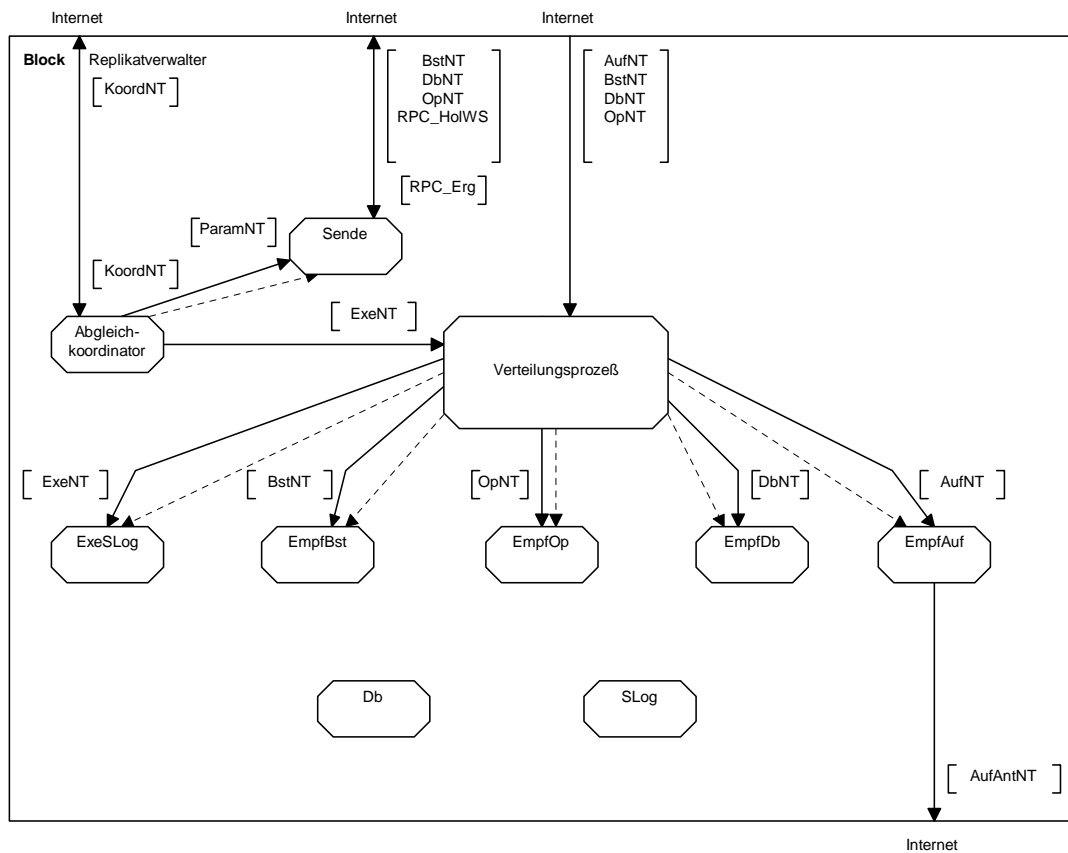 Internet
Internet
Internet
Block Replikatverwalter
[KoordNT]
BstNT
DbNT
OpNT
RPC_HolWS
AufNT
BstNT
DbNT
OpNT
[RPC_Erg]
[ParamNT]
Sende
[KoordNT]
[ExeNT]
Abgleich-
koordinator
Verteilungsprozeß
[ExeNT]
[BstNT]
[OpNT]
[DbNT]
[AufNT]
ExeSLog
EmpfBst
EmpfOp
EmpfDb
EmpfAuf
Db
SLog
[AufAntNT]
Internet